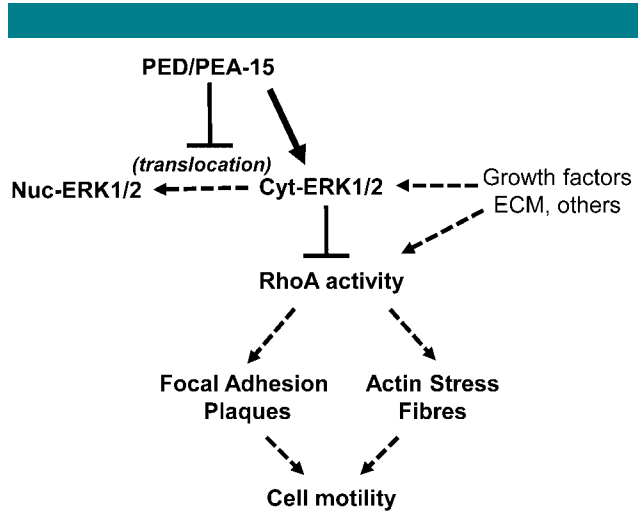 PED/PEA-15
(translocation)
Nuc-ERK1/2
Cyt-ERK1/2
Growth factors
ECM, others
RhoA activity
Focal Adhesion
Plaques
Actin Stress
Fibres
Cell motility